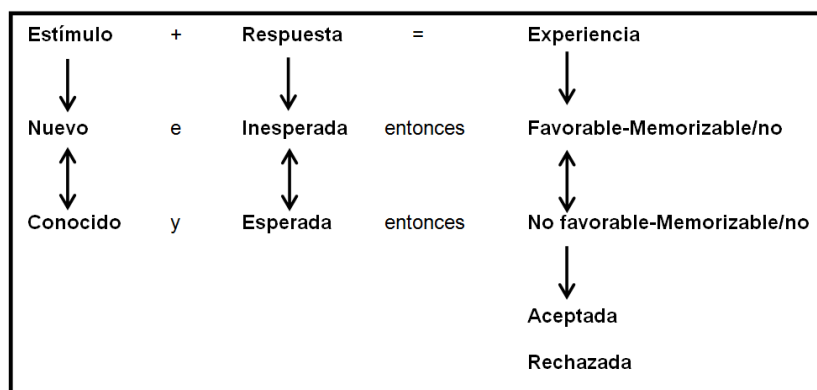 Estímulo + Respuesta = Experiencia
Nuevo e Inesperada entonces Favorable-Memorizable/no
Conocido y Esperada entonces No favorable-Memorizable/no
Aceptada
Rechazada